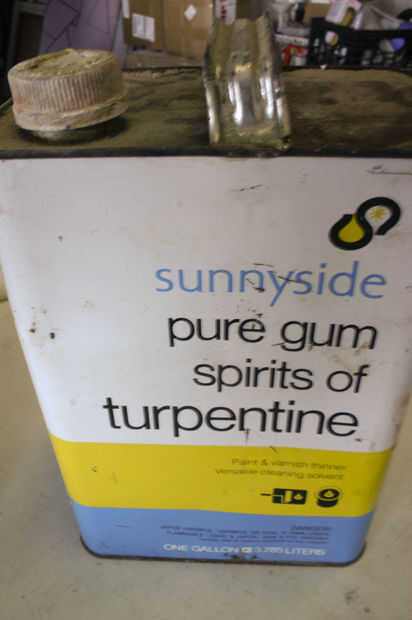 sunnyside
pure gum
spirits of
turpentine
Paint & varnish thinner
Versatile cleaning solvent
DANGER!
ONE GALLON 3.785 LITERS